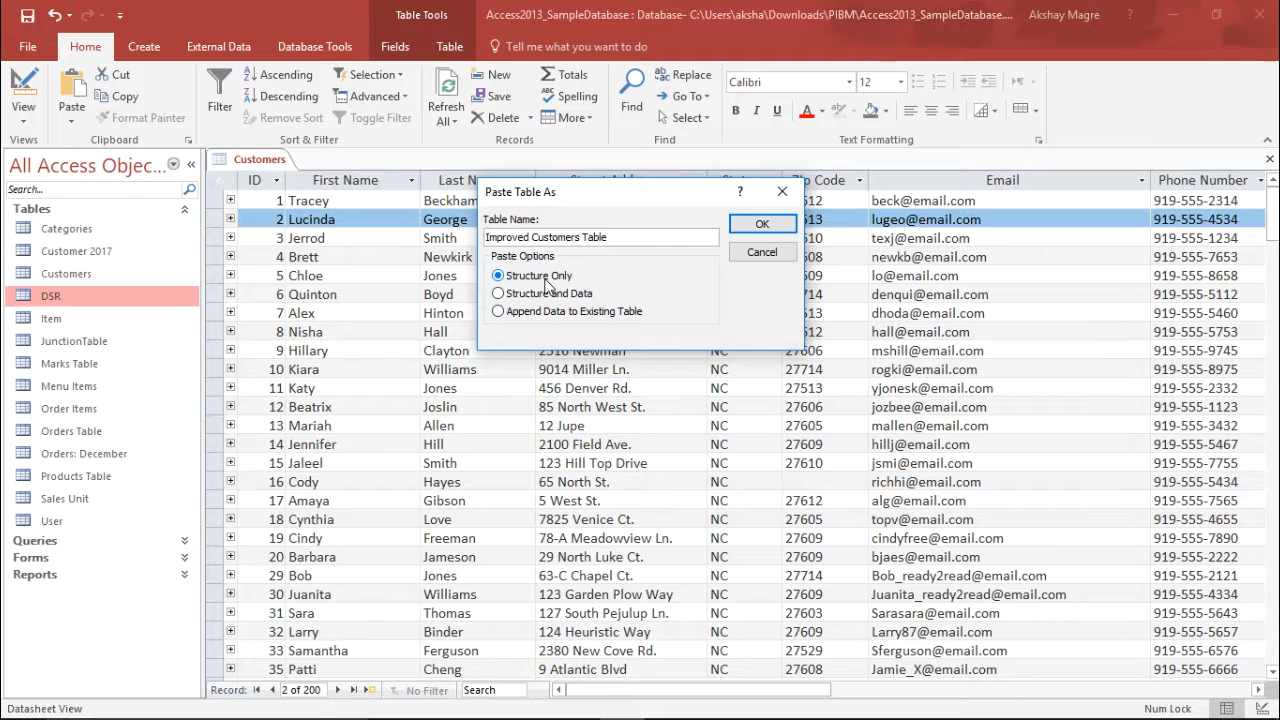 Table Tools
Access2013_SampleDatabase : Database- C:\Users\aksha\Downloads\PIBM\Access2013_SampleDatabase.... Akshay Magre ?
File Home Create External Data Database Tools Fields Table Tell me what you want to do
View Paste Cut Copy Format Painter
Filter Ascending Descending Remove Sort Selection Advanced Toggle Filter
Refresh All New Save Delete Totals Spelling More
Find Replace Go To Select
Calibri 12
B I U A
Views Clipboard Sort & Filter Records Find Text Formatting
All Access Objec...
Search...
Tables
Categories
Customer 2017
Customers
DSR
Item
JunctionTable
Marks Table
Menu Items
Order Items
Orders Table
Orders: December
Products Table
Sales Unit
User
Queries
Forms
Reports
Customers
ID First Name Last N Zip Code Email Phone Number
1 Tracey Beckham beck@email.com 919-555-2314
2 Lucinda George lugeo@email.com 919-555-4534
3 Jerrod Smith texj@email.com 919-555-1234
4 Brett Newkirk newkb@email.com 919-555-7658
5 Chloe Jones lo@email.com 919-555-8658
6 Quinton Boyd denqui@email.com 919-555-4534
7 Alex Hinton dhoda@email.com 919-555-5460
8 Nisha Hall hall@email.com 919-555-5753
9 Hillary Clayton 2516 Newman NC 27606 mshill@email.com 919-555-9745
10 Kiara Williams 9014 Miller Ln. NC 27714 rogki@email.com 919-555-8975
11 Katy Jones 456 Denver Rd. NC 27513 yjonesk@email.com 919-555-2332
12 Beatrix Joslin 85 North West St. NC 27606 jozbee@email.com 919-555-1123
13 Mariah Allen 12 Jupe NC 27605 mallen@email.com 919-555-3432
14 Jennifer Hill 2100 Field Ave. NC 27609 hillj@email.com 919-555-5467
15 Jaleel Smith 123 Hill Top Drive NC 27610 jsmi@email.com 919-555-7755
16 Cody Hayes 65 North St. NC richhi@email.com 919-555-5434
17 Amaya Gibson 5 West St. NC 27612 alg@email.com 919-555-7565
18 Cynthia Love 7825 Venice Ct. NC 27605 topv@email.com 919-555-4655
19 Cindy Freeman 78-A Meadowview Ln. NC 27609 cindyfree@email.com 919-555-7890
20 Barbara Jameson 29 North Luke Ct. NC 27609 bjaes@email.com 919-555-2222
29 Bob Jones 63-C Chapel Ct. NC 27714 Bob_ready2read@email.com 919-555-2121
30 Juanita Williams 123 Garden Plow Way NC 27609 Juanita_ready2read@email.com 919-555-4334
31 Sara Thomas 127 South Pejulup Ln. NC 27603 Sarasara@email.com 919-555-5643
32 Larry Binder 124 Heuristic Way NC 27609 Larry87@email.com 919-555-5657
33 Samantha Ferguson 2380 New Cove Rd. NC 27529 Sferguson@email.com 919-555-5656
35 Patti Cheng 9 Atlantic Blvd NC 27608 Jamie_X@email.com 919-555-6666
Paste Table As ?
Table Name:
Improved Customers Table
Paste Options
Structure Only
Structure and Data
Append Data to Existing Table
OK
Cancel
Record: 2 of 200 No Filter Search
Datasheet View Num Lock